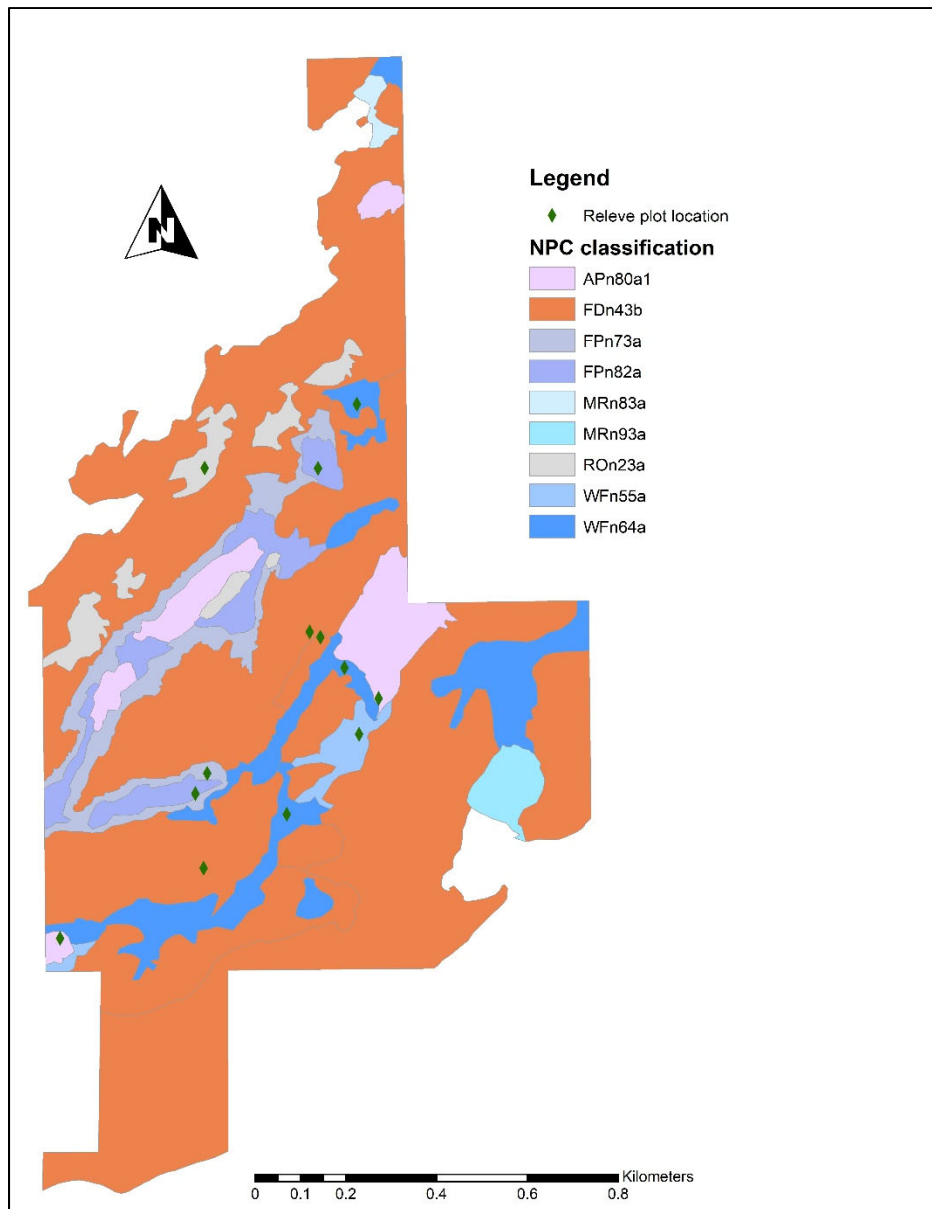 Legend
N
Releve plot location
NPC classification
APn80a1
FDn43b
FPn73a
FPn82a
MRn83a
MRn93a
ROn23a
WFn55a
WFn64a
Kilometers
0 0.1 0.2 0.4 0.6 0.8